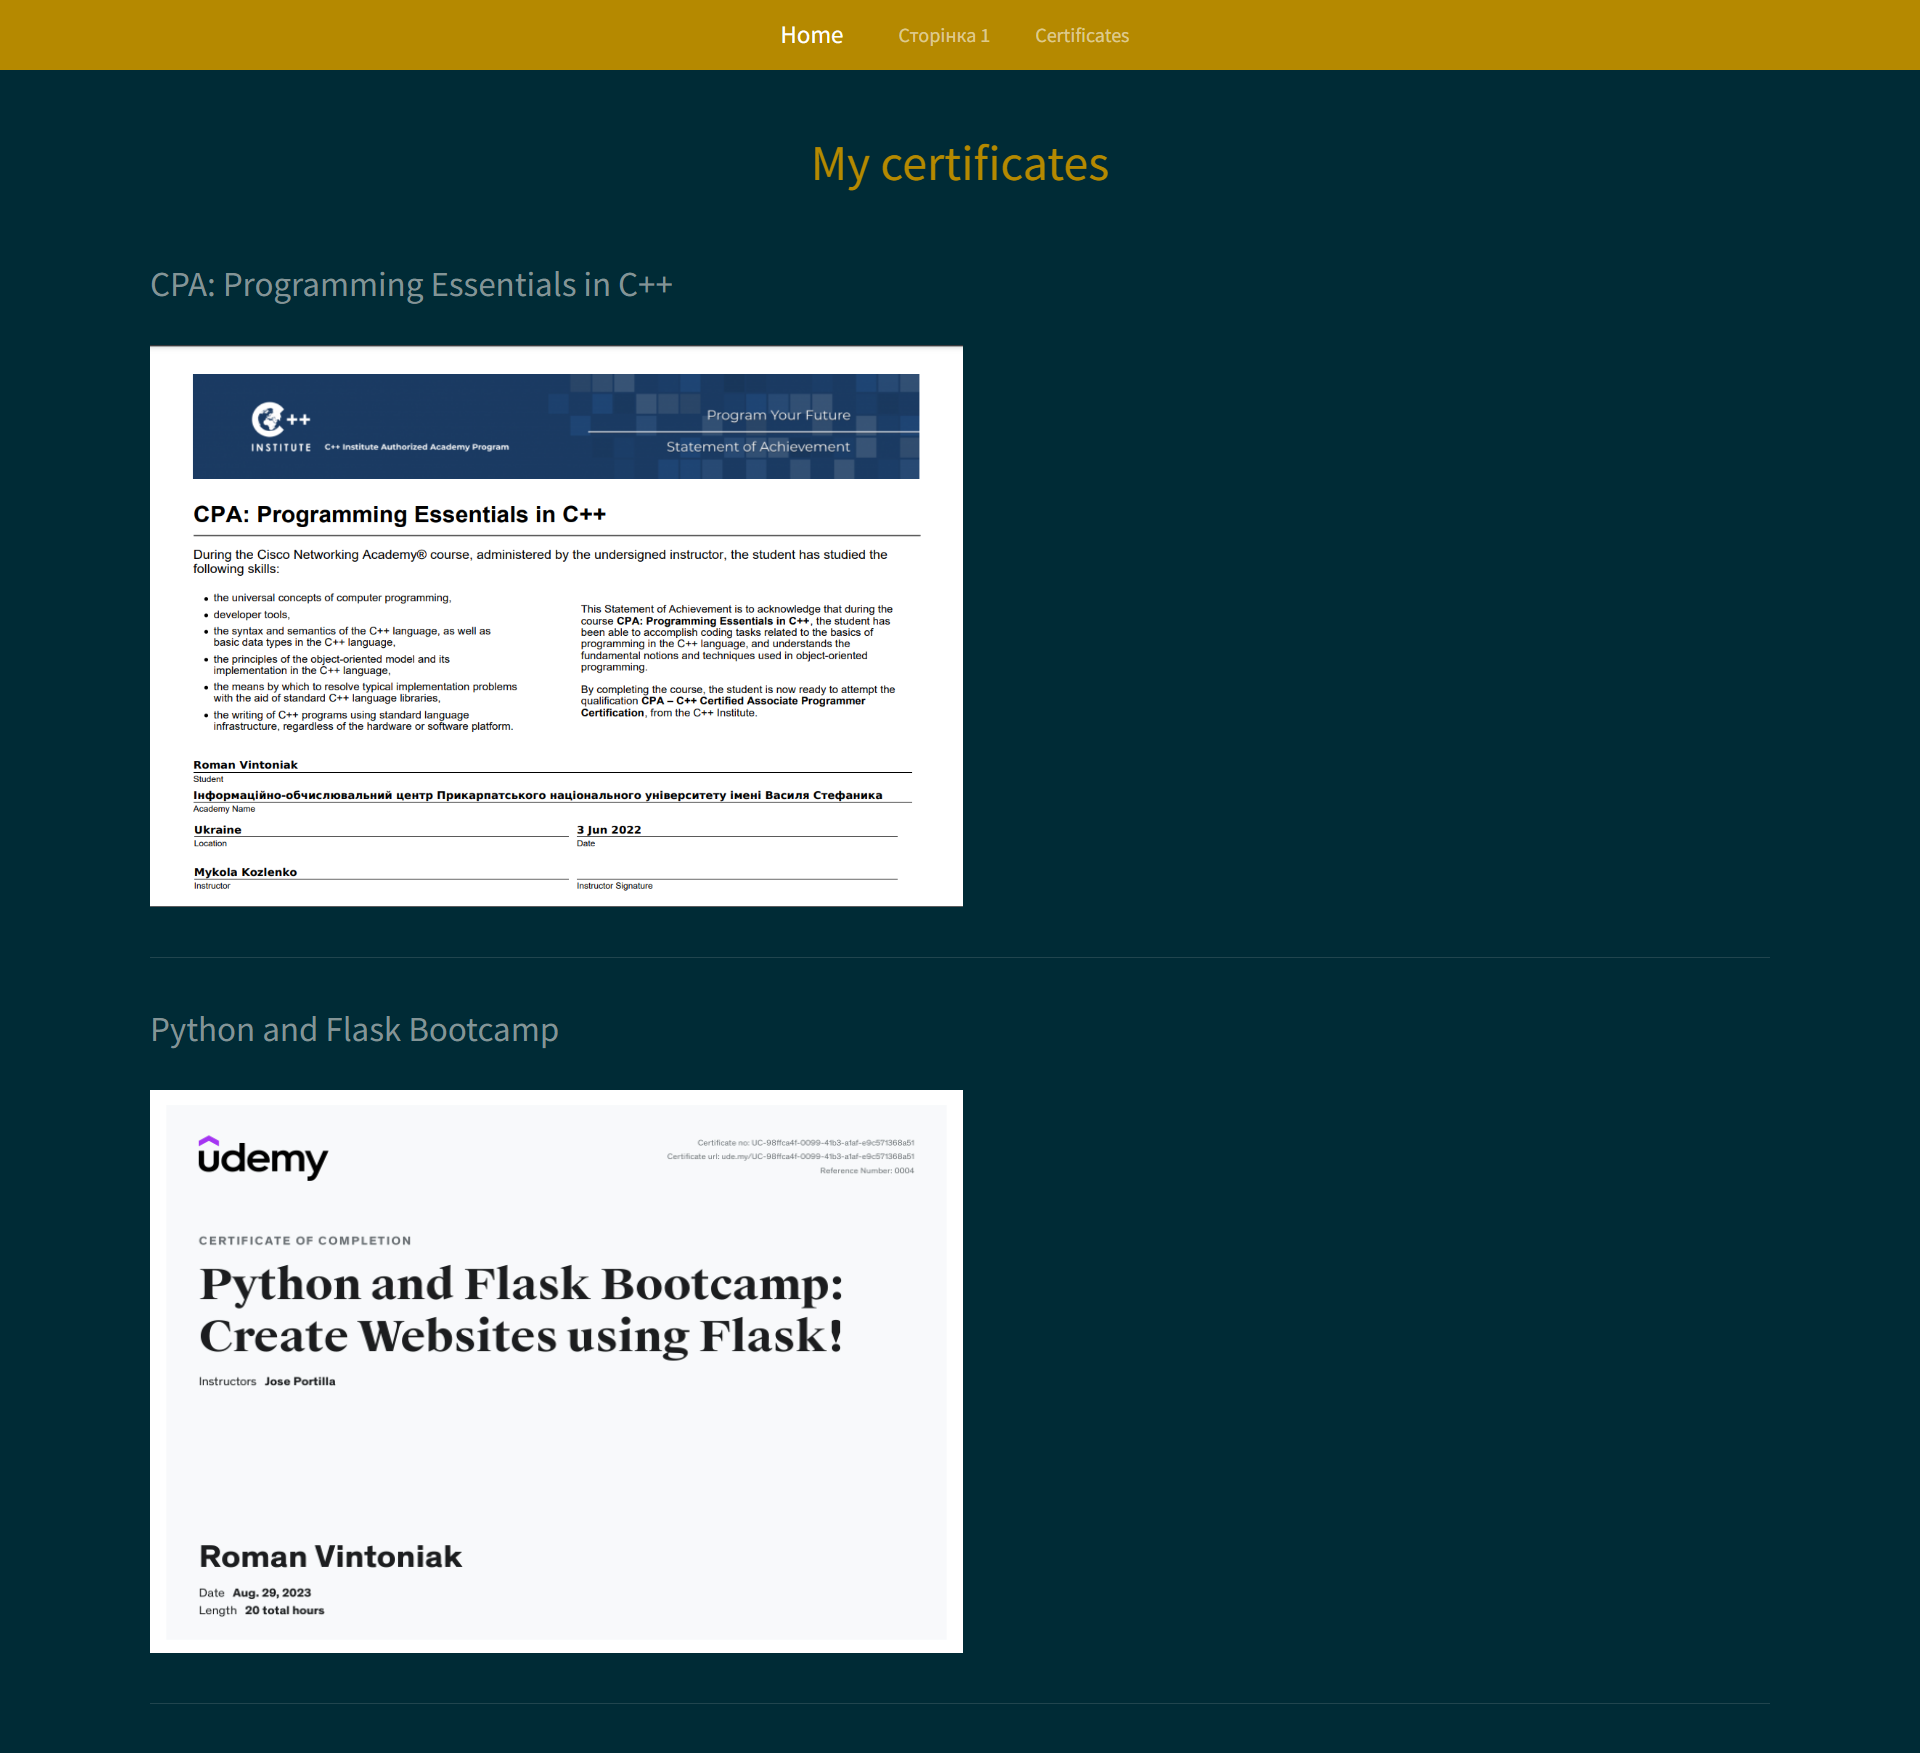 Home Сторінка 1 Certificates
My certificates
CPA: Programming Essentials in C++
C++
INSTITUTE C++ Institute Authorized Academy Program
Program Your Future
Statement of Achievement
CPA: Programming Essentials in C++
During the Cisco Networking Academy® course, administered by the undersigned instructor, the student has studied the
following skills:
• the universal concepts of computer programming,
• developer tools,
• the syntax and semantics of the C++ language, as well as
basic data types in the C++ language,
• the principles of the object-oriented model and its
implementation in the C++ language,
• the means by which to resolve typical implementation problems
with the aid of standard C++ language libraries,
• the writing of C++ programs using standard language
infrastructure, regardless of the hardware or software platform.
This Statement of Achievement is to acknowledge that during the
course CPA: Programming Essentials in C++, the student has
been able to accomplish coding tasks related to the basics of
programming in the C++ language, and understands the
fundamental notions and techniques used in object-oriented
programming.
By completing the course, the student is now ready to attempt the
qualification CPA – C++ Certified Associate Programmer
Certification, from the C++ Institute.
Roman Vintoniak
Student
Інформаційно-обчислювальний центр Прикарпатського національного університету імені Василя Стефаника
Academy Name
Ukraine
Location
3 Jun 2022
Date
Mykola Kozlenko
Instructor
Instructor Signature
Python and Flask Bootcamp
udemy
Certificate no: UC-98ffca4f-0099-41b3-afaf-e9c571368a51
Certificate url: ude.my/UC-98ffca4f-0099-41b3-afaf-e9c571368a51
Reference Number: 0004
CERTIFICATE OF COMPLETION
Python and Flask Bootcamp:
Create Websites using Flask!
Instructors Jose Portilla
Roman Vintoniak
Date Aug. 29, 2023
Length 20 total hours